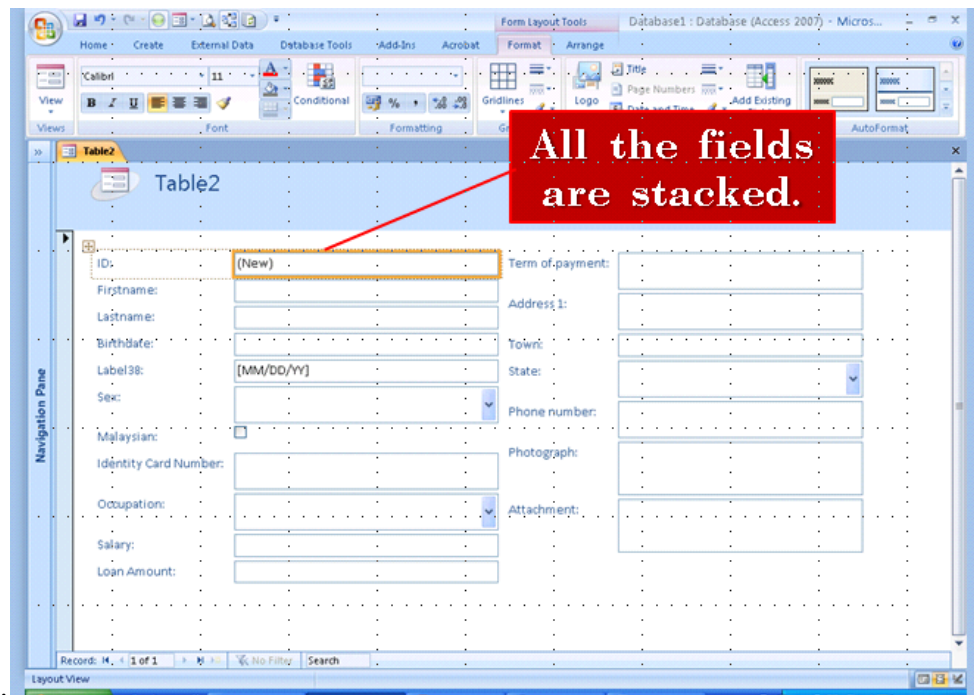 Form Layout Tools
Database1 : Database (Access 2007) - Micros...
Home Create External Data Database Tools Add-Ins Acrobat Format Arrange
Calibri 11
Title
Page Numbers
View
B I U
Conditional
% ,
Gridlines
Logo
Date and Time
Add Existing
Views
Font
Formatting
AutoFormat
All the fields
are stacked.
Table2
Table2
ID: (New)
Firstname:
Lastname:
Birthdate:
Label38: [MM/DD/YY]
Sex:
Malaysian:
Identity Card Number:
Occupation:
Salary:
Loan Amount:
Term of payment:
Address 1:
Town:
State:
Phone number:
Photograph:
Attachment:
Navigation Pane
Record: 1 of 1 No Filter Search
Layout View